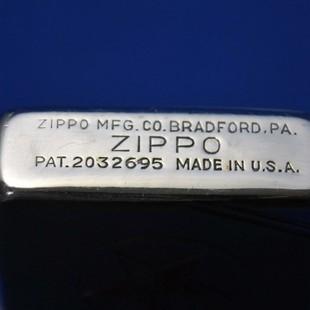 ZIPPO MFG. CO. BRADFORD, PA.
ZIPPO
PAT. 2032695 MADE IN U.S.A.